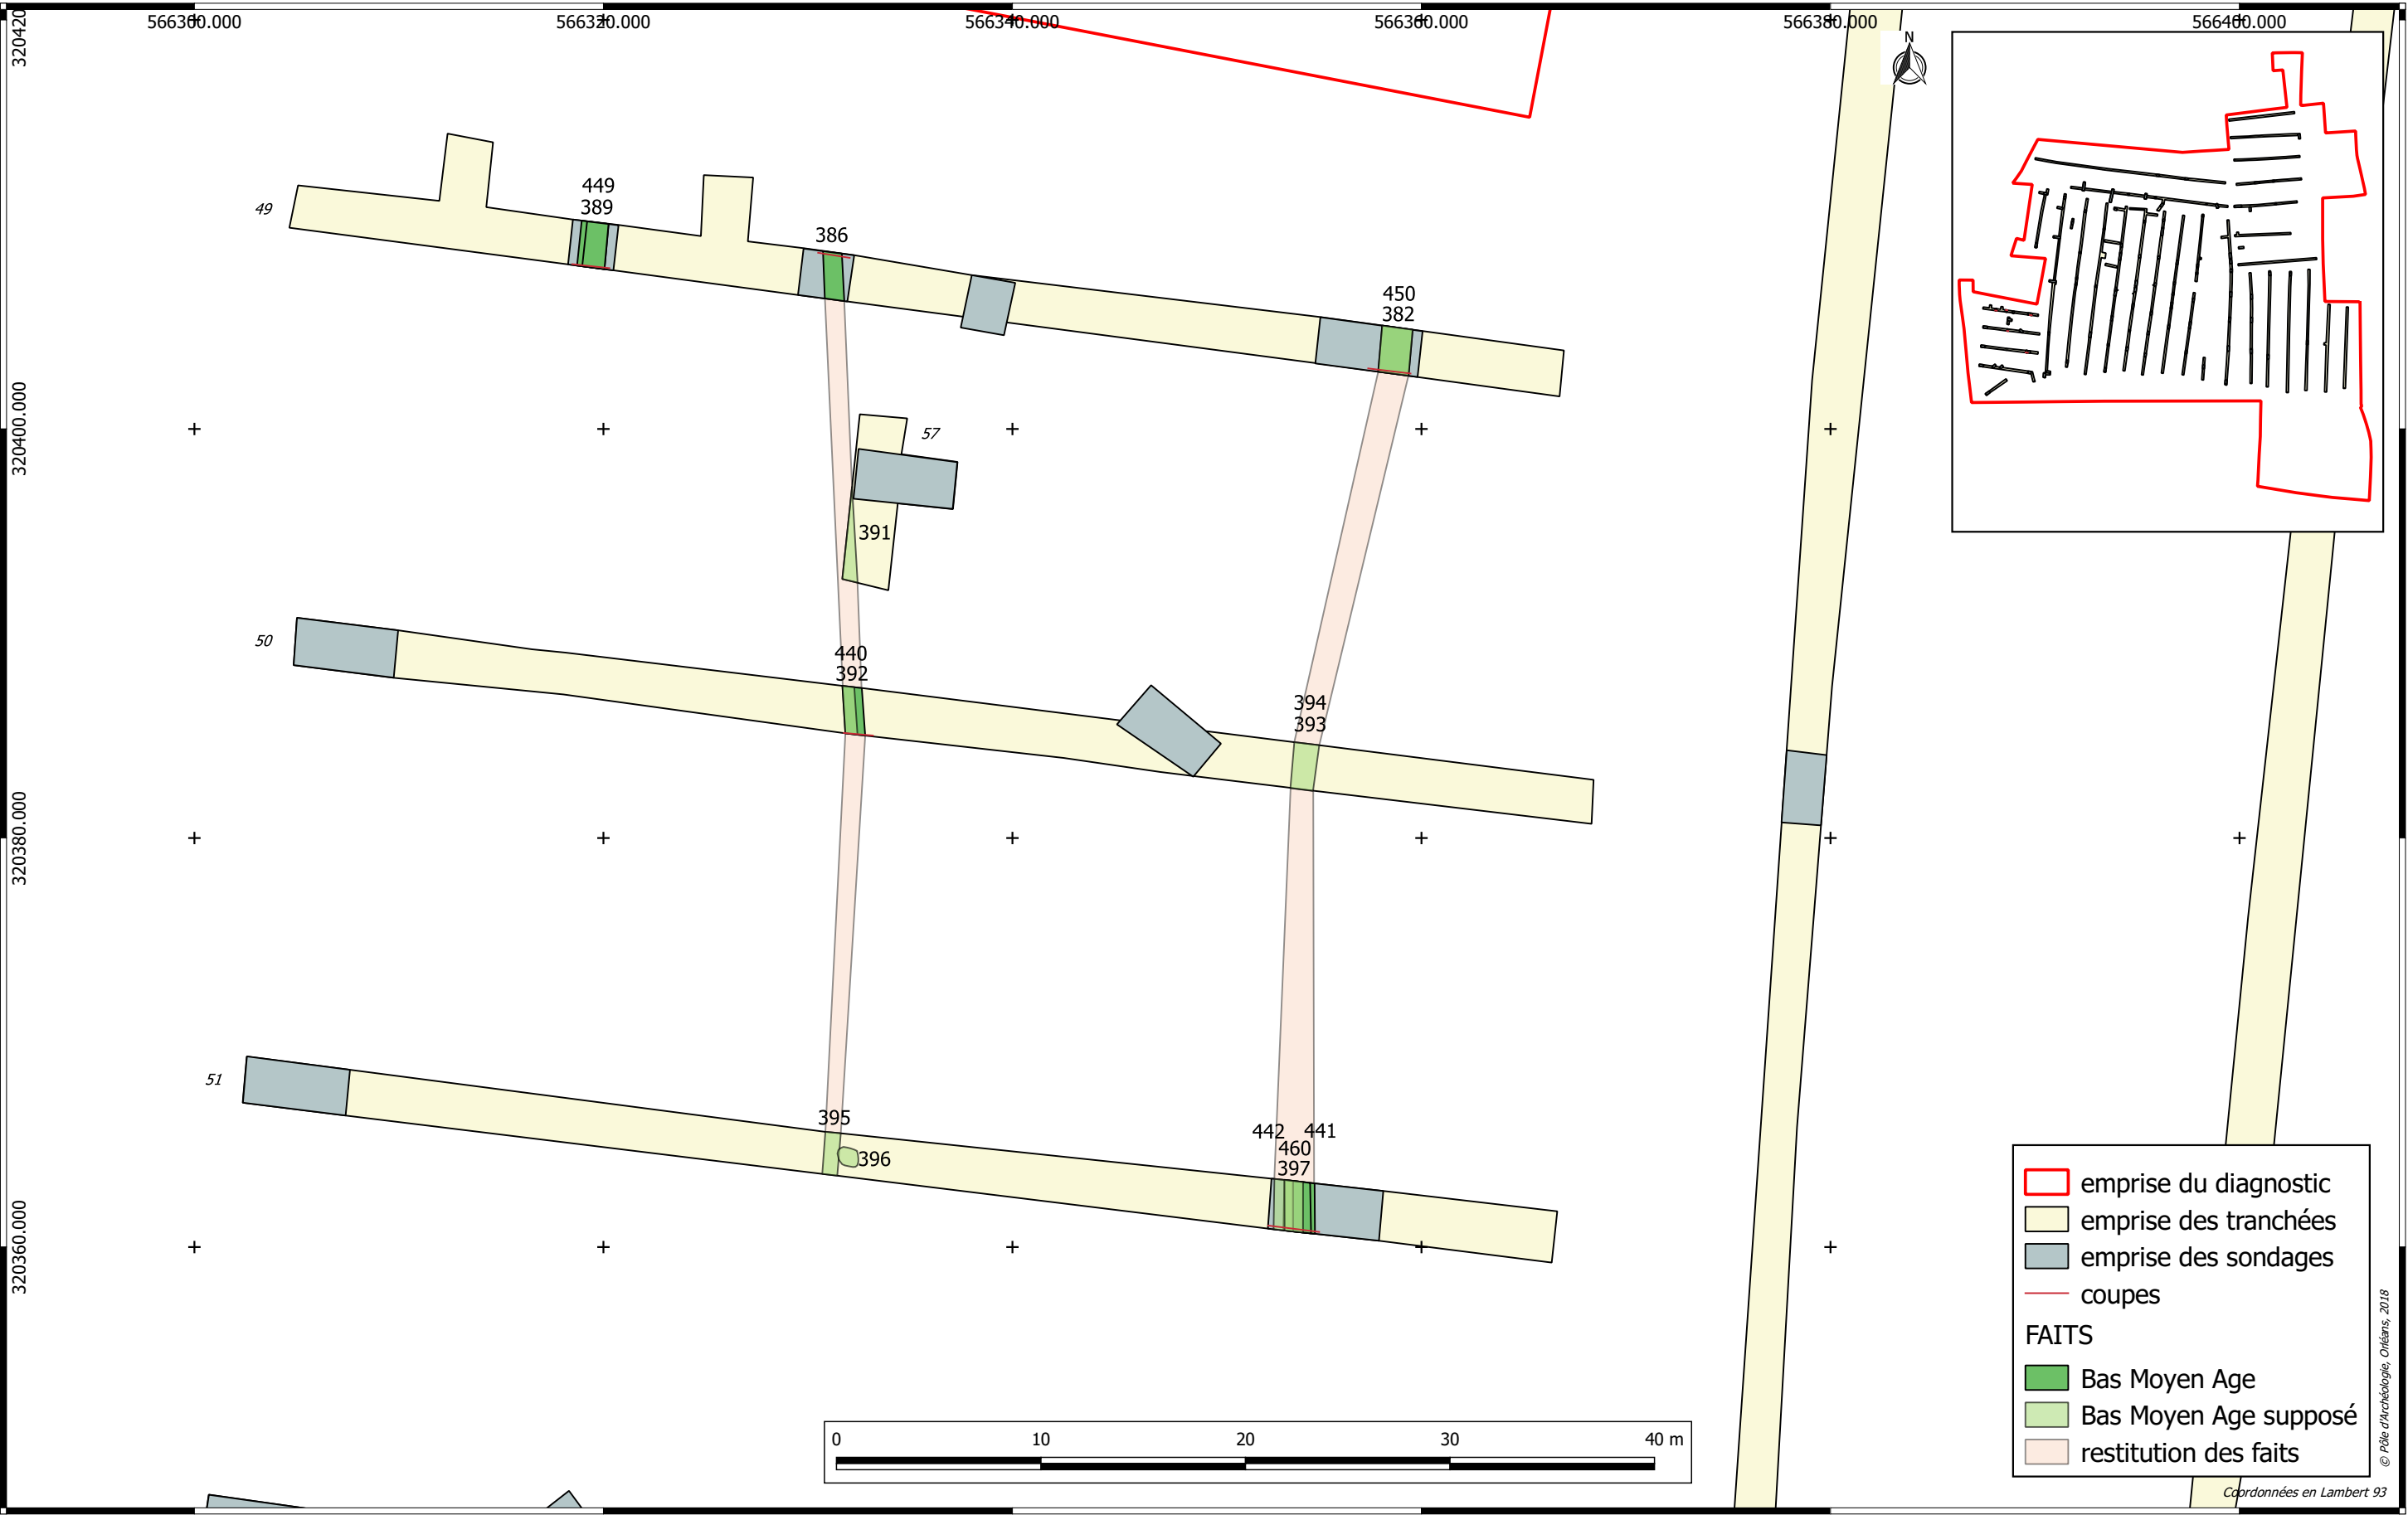 566300.000 566320.000 566340.000 566360.000 566380.000 566400.000
320420
320400.000
320380.000
320360.000
N
49
449
389
386
450
382
57
391
50
440
392
394
393
51
395
396
442 441
460
397
0 10 20 30 40 m
emprise du diagnostic
emprise des tranchées
emprise des sondages
coupes
FAITS
Bas Moyen Age
Bas Moyen Age supposé
restitution des faits
© Pôle d'Archéologie, Orléans, 2018
Coordonnées en Lambert 93